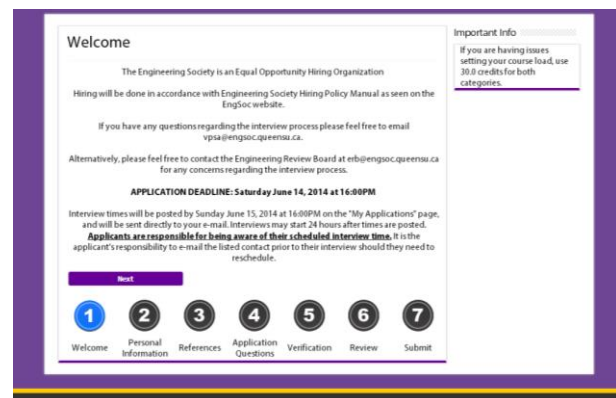 Welcome
The Engineering Society is an Equal Opportunity Hiring Organization
Hiring will be done in accordance with Engineering Society Hiring Policy Manual as seen on the
EngSoc website.
If you have any questions regarding the interview process please feel free to email
vpsa@engsoc.queensu.ca.
Alternatively, please feel free to contact the Engineering Review Board at erb@engsoc.queensu.ca
for any concerns regarding the interview process.
APPLICATION DEADLINE: Saturday June 14, 2014 at 16:00PM
Interview times will be posted by Sunday June 15, 2014 at 16:00PM on the "My Applications" page,
and will be sent directly to your e-mail. Interviews may start 24 hours after times are posted.
Applicants are responsible for being aware of their scheduled interview time. It is the
applicant's responsibility to e-mail the listed contact prior to their interview should they need to
reschedule.
Next
1 2 3 4 5 6 7
Welcome Personal Information References Application Questions Verification Review Submit
Important Info
If you are having issues
setting your course load, use
30.0 credits for both
categories.